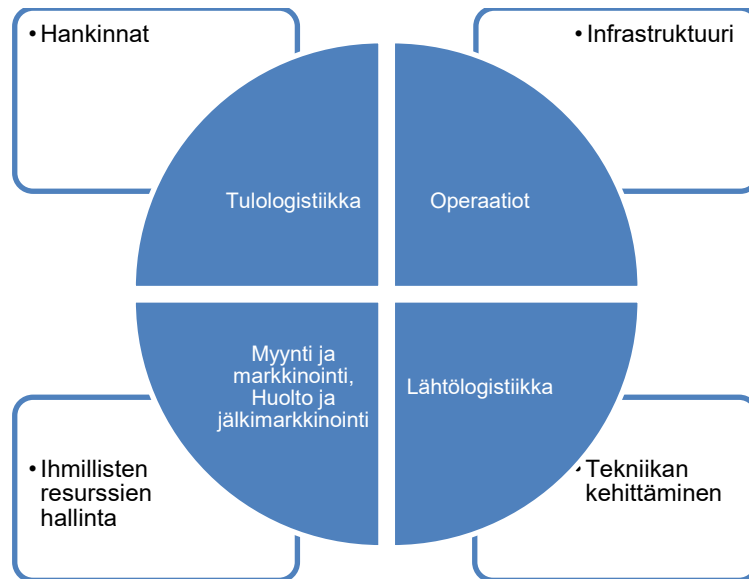 • Hankinnat
• Infrastruktuuri
Tulologistiikka
Operaatiot
Myynti ja
markkinointi,
Huolto ja
jälkimarkkinointi
Lähtölogistiikka
• Ihmillisten
resurssien
hallinta
• Tekniikan
kehittäminen